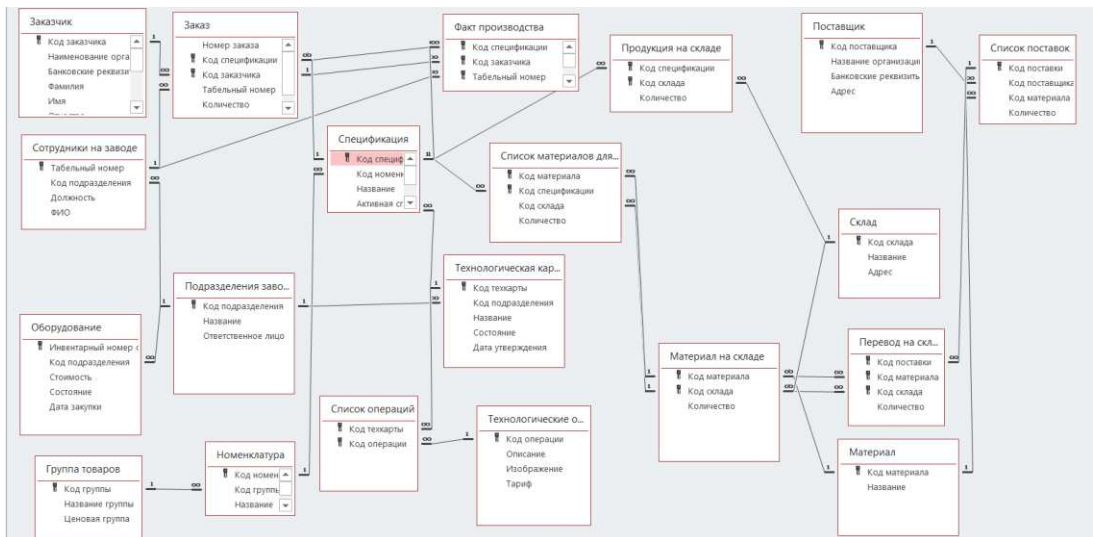 Заказчик
Код заказчика
Наименование орга
Банковские реквизит
Фамилия
Имя
Заказ
Номер заказа
Код спецификации
Код заказчика
Табельный номер
Количество
Факт производства
Код спецификации
Код заказчика
Табельный номер
Продукция на складе
Код спецификации
Код склада
Количество
Поставщик
Код поставщика
Название организаци
Банковские реквизиты
Адрес
Список поставок
Код поставки
Код поставщика
Код материала
Количество
Сотрудники на заводе
Табельный номер
Код подразделения
Должность
ФИО
Спецификация
Код специф
Код номенк
Название
Активная сп
Список материалов для...
Код материала
Код спецификации
Код склада
Количество
Склад
Код склада
Название
Адрес
Подразделения заво...
Код подразделения
Название
Ответственное лицо
Технологическая кар...
Код техкарты
Код подразделения
Название
Состояние
Дата утверждения
Оборудование
Инвентарный номер о
Код подразделения
Стоимость
Состояние
Дата закупки
Материал на складе
Код материала
Код склада
Количество
Перевод на скл...
Код поставки
Код материала
Код склада
Количество
Список операций
Код техкарты
Код операции
Технологические о...
Код операции
Описание
Изображение
Тариф
Номенклатура
Код номен
Код группь
Название
Группа товаров
Код группы
Название группы
Ценовая группа
Материал
Код материала
Название